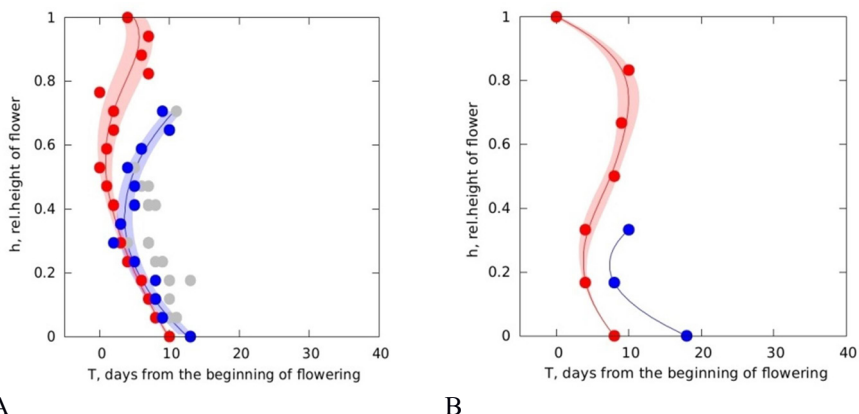 1
0.8
0.6
0.4
0.2
0
0 10 20 30 40
h, rel.height of flower
T, days from the beginning of flowering
A
1
0.8
0.6
0.4
0.2
0
0 10 20 30 40
h, rel.height of flower
T, days from the beginning of flowering
B